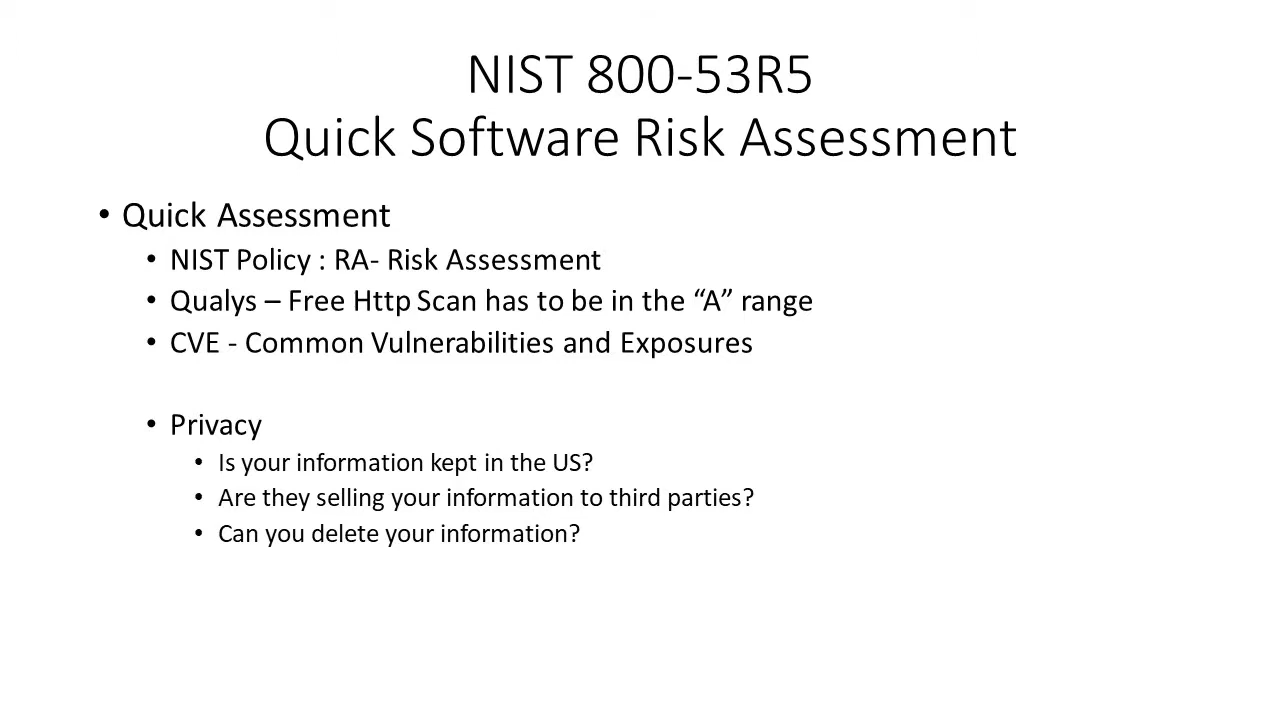 NIST 800-53R5
Quick Software Risk Assessment
• Quick Assessment
• NIST Policy : RA- Risk Assessment
• Qualys – Free Http Scan has to be in the “A” range
• CVE - Common Vulnerabilities and Exposures
• Privacy
• Is your information kept in the US?
• Are they selling your information to third parties?
• Can you delete your information?